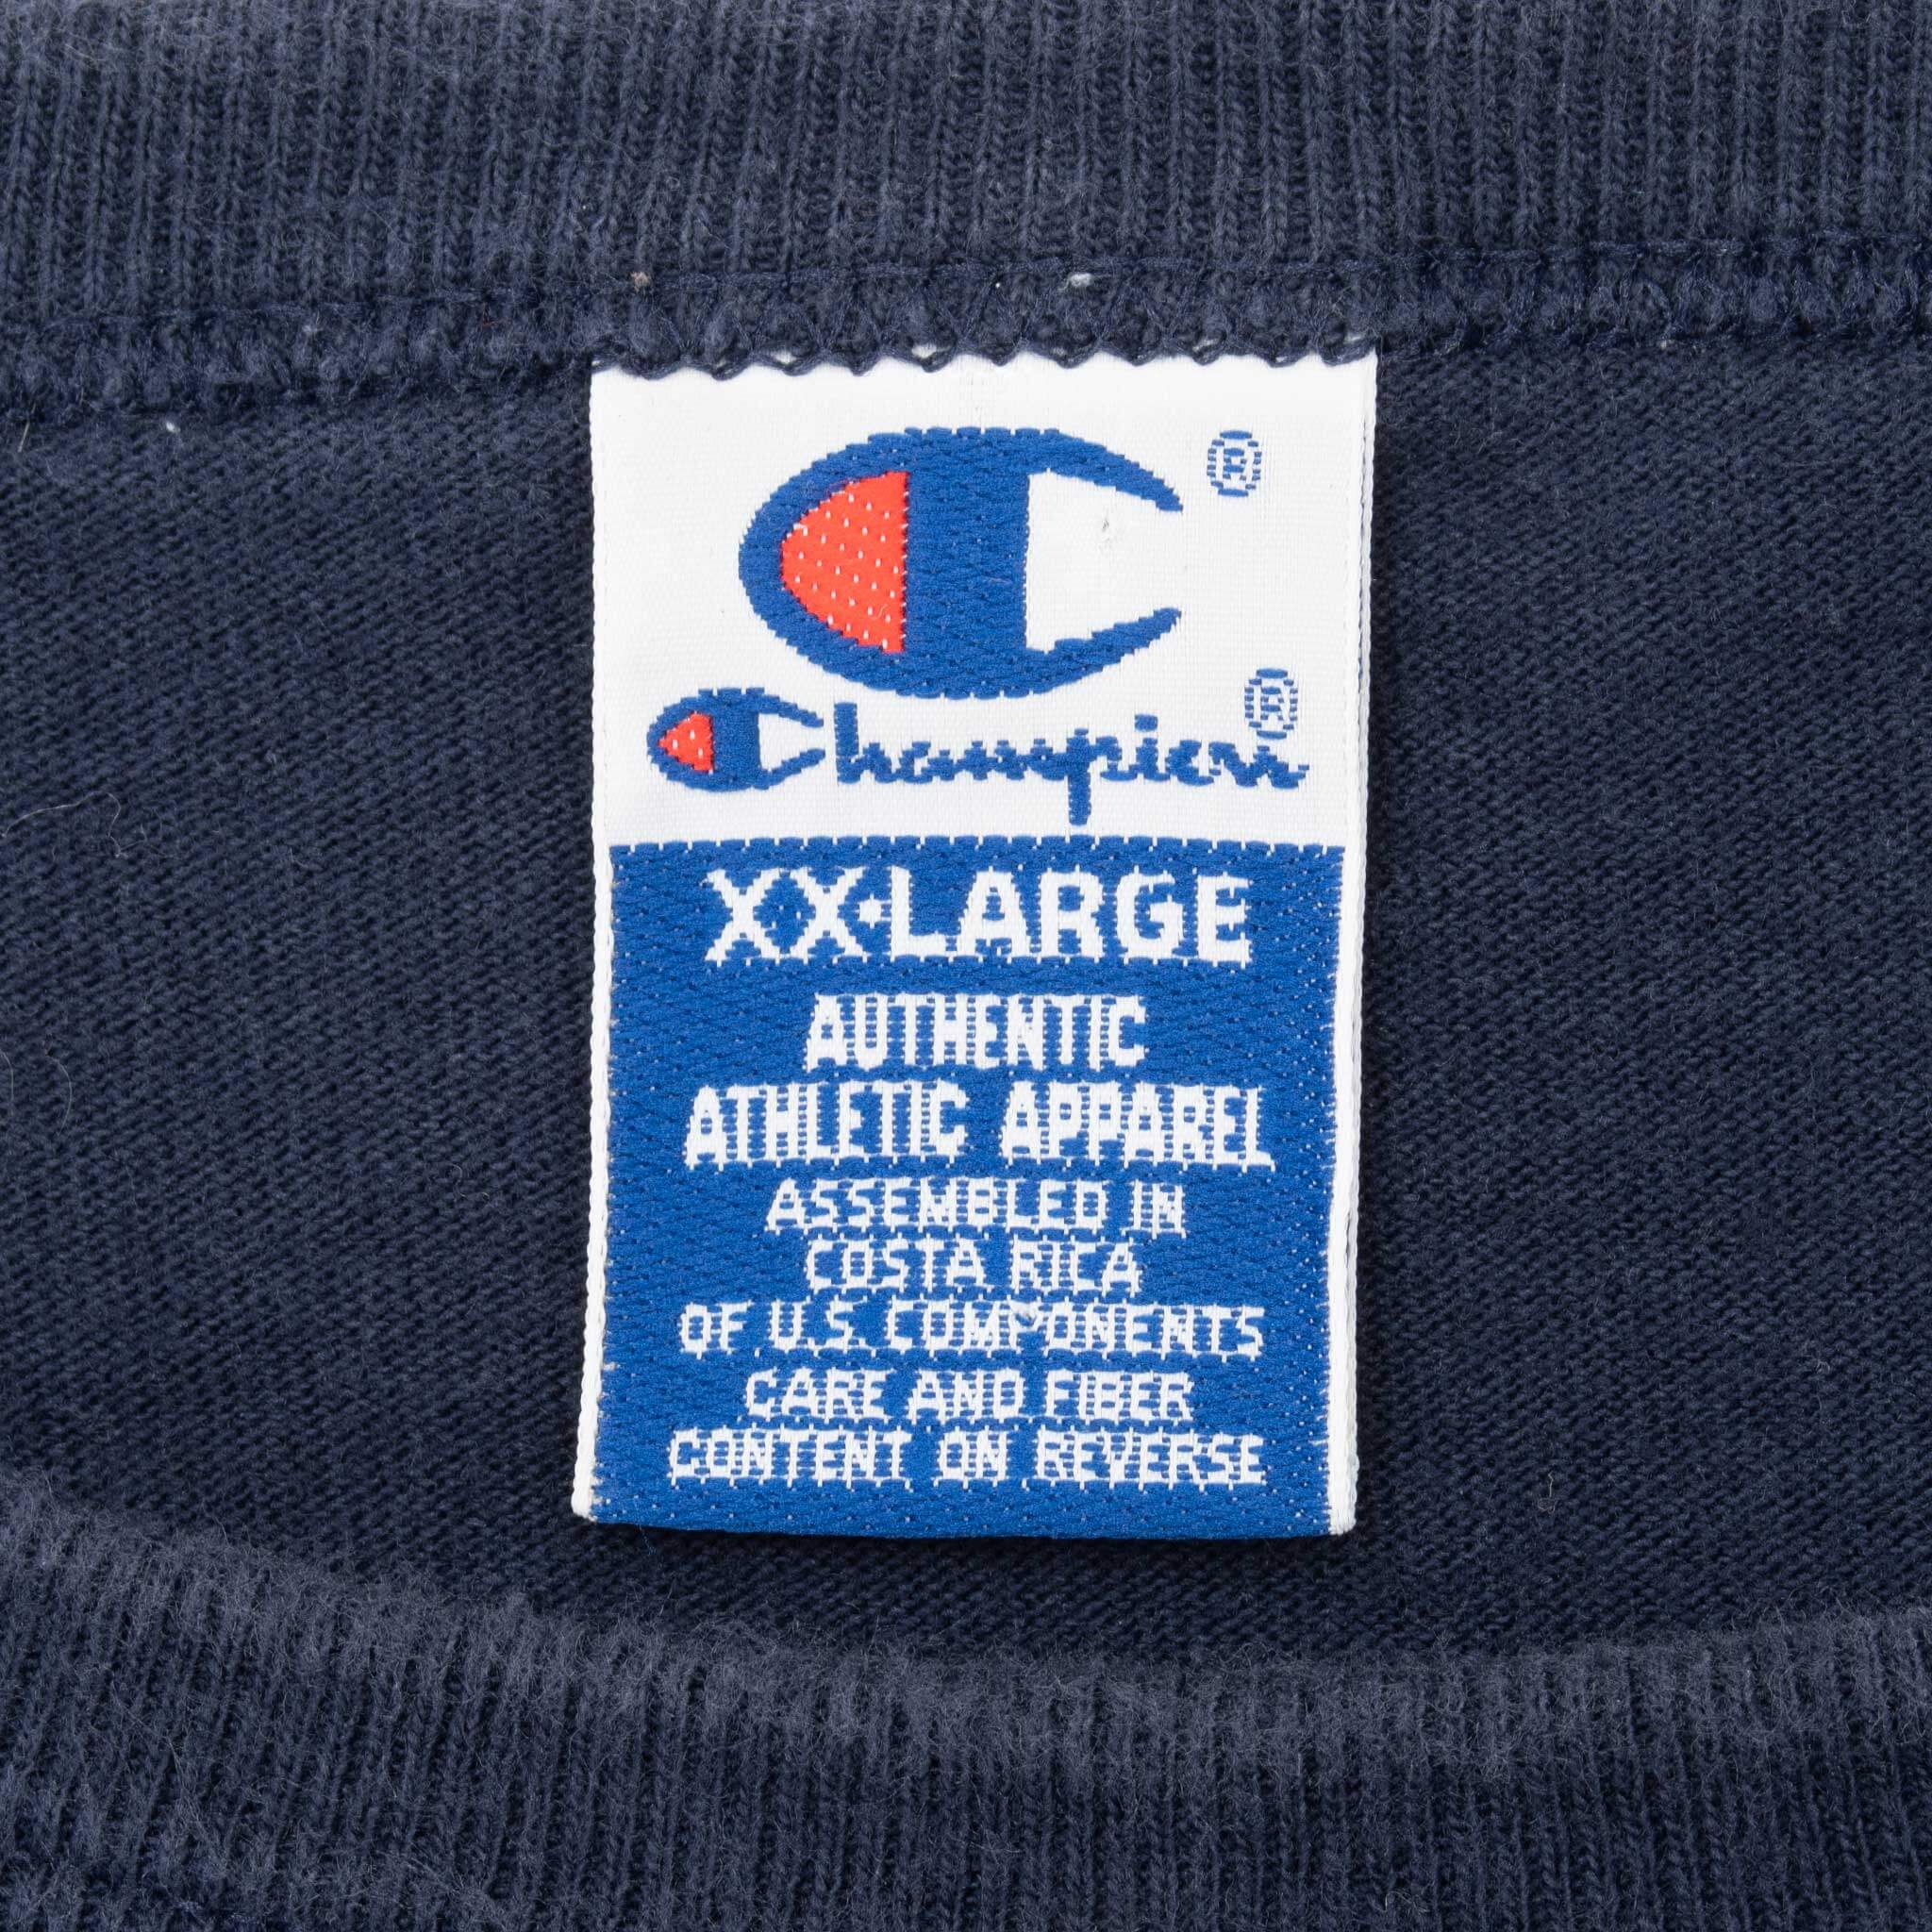 ®
Champion®
XX·LARGE
AUTHENTIC
ATHLETIC APPAREL
ASSEMBLED IN
COSTA RICA
OF U.S. COMPONENTS
CARE AND FIBER
CONTENT ON REVERSE